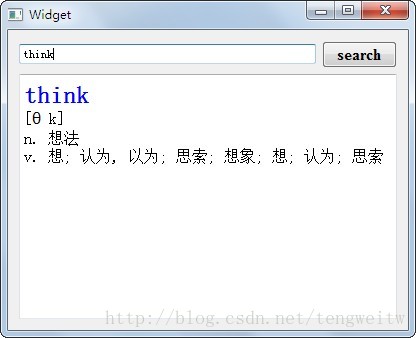 Widget
think
search
think
[θ k]
n. 想法
v. 想; 认为, 以为; 思索; 想象; 想; 认为; 思索
http://blog.csdn.net/tengweitw